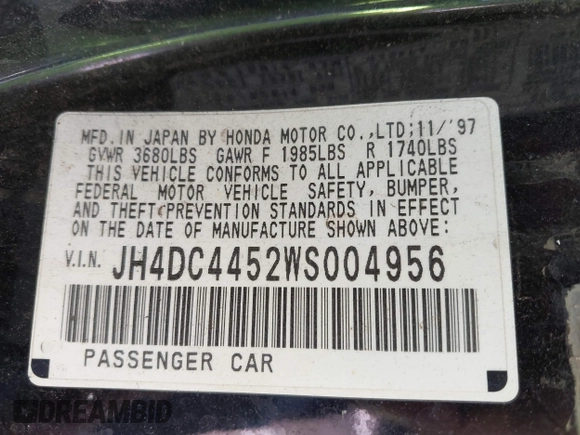 MFD. IN JAPAN BY HONDA MOTOR CO.,LTD;11/'97
GVWR 3680LBS GAWR F 1985LBS R 1740LBS
THIS VEHICLE CONFORMS TO ALL APPLICABLE
FEDERAL MOTOR VEHICLE SAFETY, BUMPER,
AND THEFT PREVENTION STANDARDS IN EFFECT
ON THE DATE OF MANUFACTURE SHOWN ABOVE:
V.I.N. JH4DC4452WS004956
PASSENGER CAR
DREAMBID